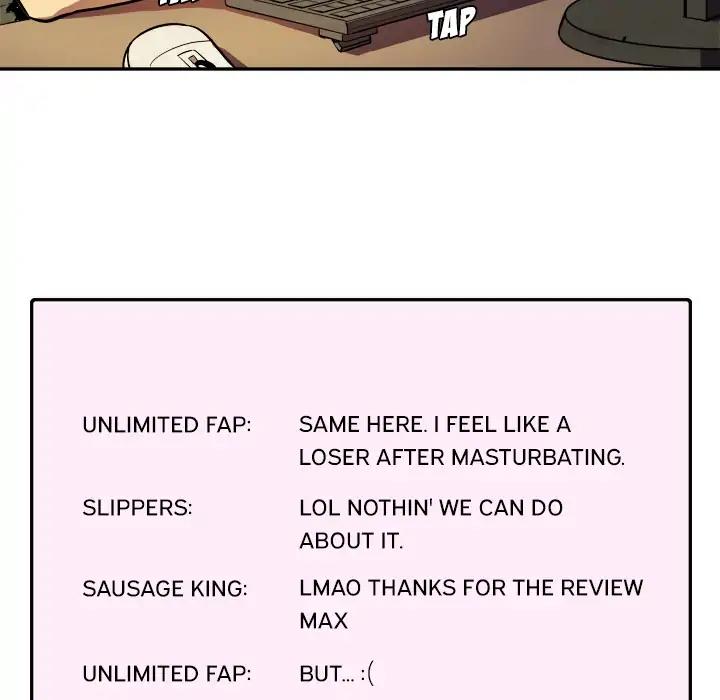 TAP
UNLIMITED FAP: SAME HERE. I FEEL LIKE A
LOSER AFTER MASTURBATING.
SLIPPERS: LOL NOTHIN' WE CAN DO
ABOUT IT.
SAUSAGE KING: LMAO THANKS FOR THE REVIEW
MAX
UNLIMITED FAP: BUT... :(